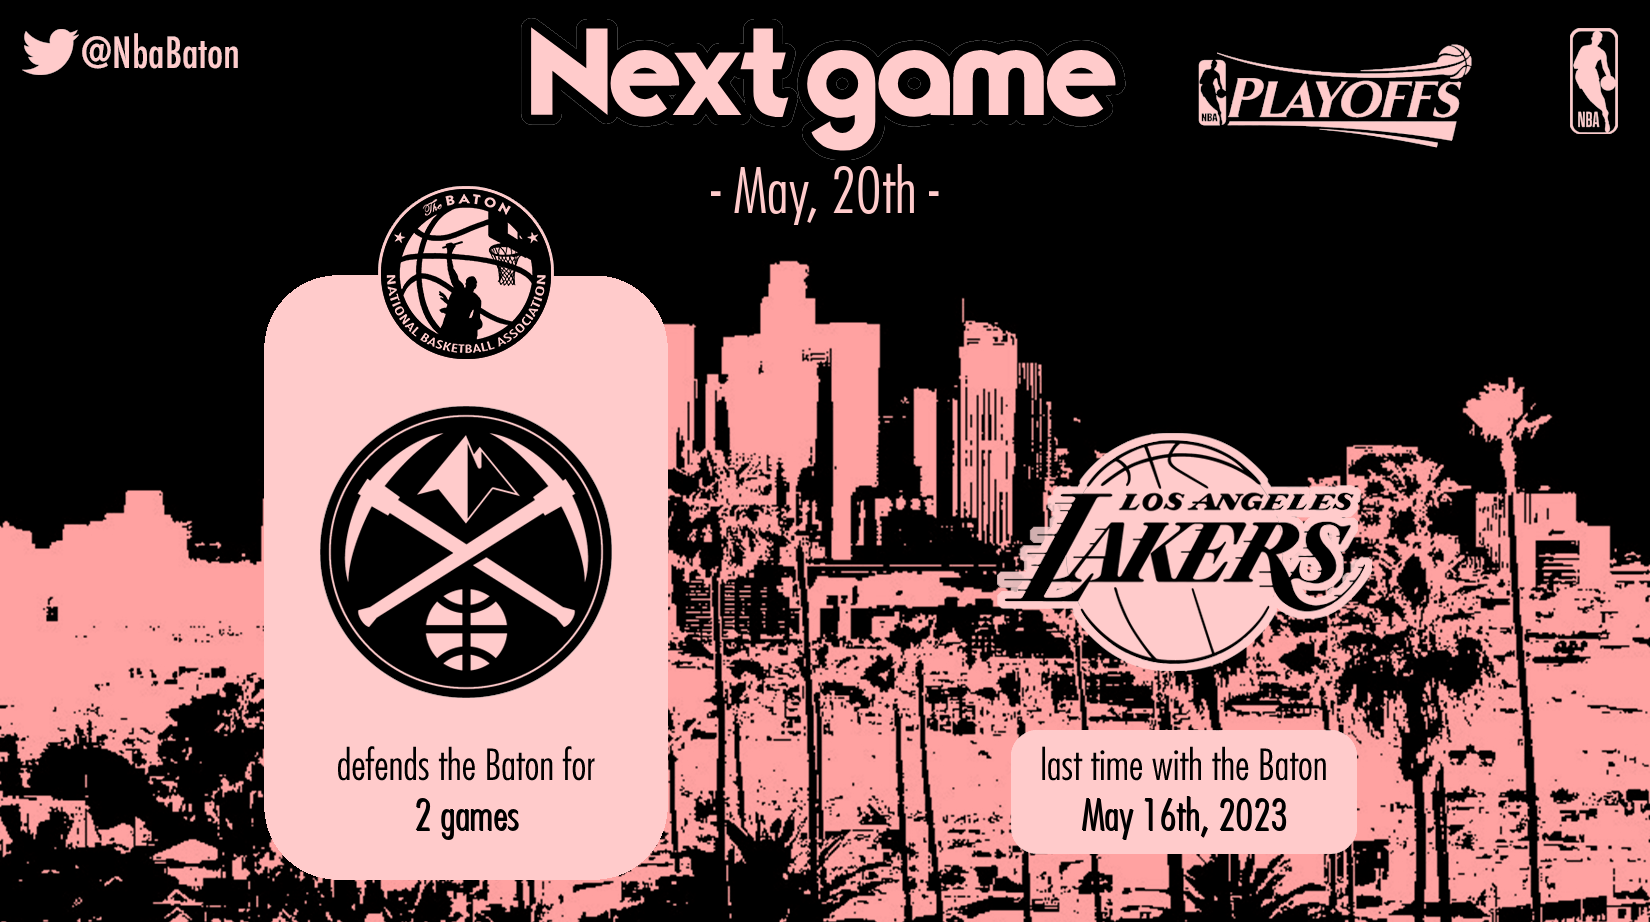 @NbaBaton
Next game
NBA
PLAYOFFS
NBA
- May, 20th -
The BATON
NATIONAL BASKETBALL ASSOCIATION
LOS ANGELES
LAKERS
defends the Baton for
2 games
last time with the Baton
May 16th, 2023